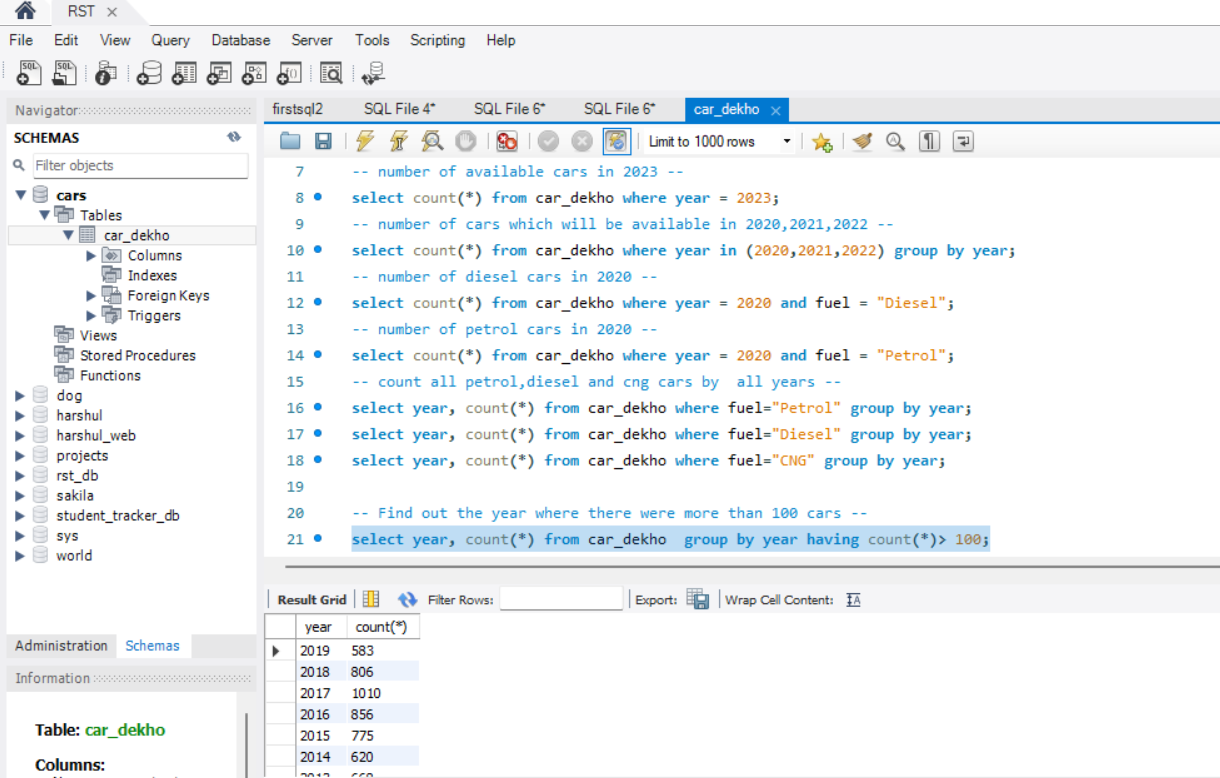 RST ×
File Edit View Query Database Server Tools Scripting Help
Navigator
SCHEMAS
Filter objects
cars
Tables
car_dekho
Columns
Indexes
Foreign Keys
Triggers
Views
Stored Procedures
Functions
dog
harshul
harshul_web
projects
rst_db
sakila
student_tracker_db
sys
world
Administration Schemas
Information
Table: car_dekho
Columns:
firstsql2 SQL File 4* SQL File 6* SQL File 6* car_dekho ×
Limit to 1000 rows
7 -- number of available cars in 2023 --
8 select count(*) from car_dekho where year = 2023;
9 -- number of cars which will be available in 2020,2021,2022 --
10 select count(*) from car_dekho where year in (2020,2021,2022) group by year;
11 -- number of diesel cars in 2020 --
12 select count(*) from car_dekho where year = 2020 and fuel = "Diesel";
13 -- number of petrol cars in 2020 --
14 select count(*) from car_dekho where year = 2020 and fuel = "Petrol";
15 -- count all petrol,diesel and cng cars by  all years --
16 select year, count(*) from car_dekho where fuel="Petrol" group by year;
17 select year, count(*) from car_dekho where fuel="Diesel" group by year;
18 select year, count(*) from car_dekho where fuel="CNG" group by year;
19
20 -- Find out the year where there were more than 100 cars --
21 select year, count(*) from car_dekho  group by year having count(*)> 100;
Result Grid Filter Rows: Export: Wrap Cell Content:
year count(*)
2019 583
2018 806
2017 1010
2016 856
2015 775
2014 620